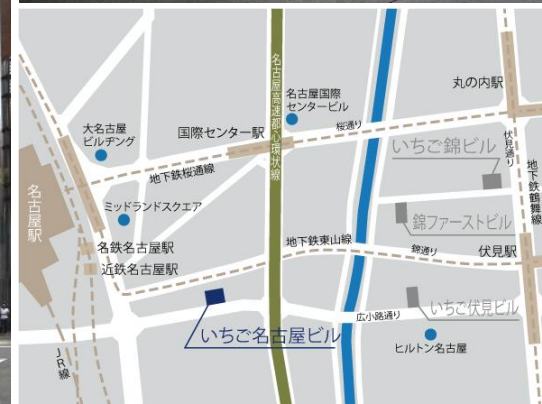 丸の内駅
名古屋高速都心環状線
名古屋国際
センタービル
大名古屋
ビルヂング
国際センター駅
桜通り
伏見通り
いちご錦ビル
地下鉄桜通線
地下鉄鶴舞線
名古屋駅
ミッドランドスクエア
錦ファーストビル
名鉄名古屋駅
地下鉄東山線
錦通り
伏見駅
近鉄名古屋駅
いちご伏見ビル
広小路通り
いちご名古屋ビル
JR線
ヒルトン名古屋